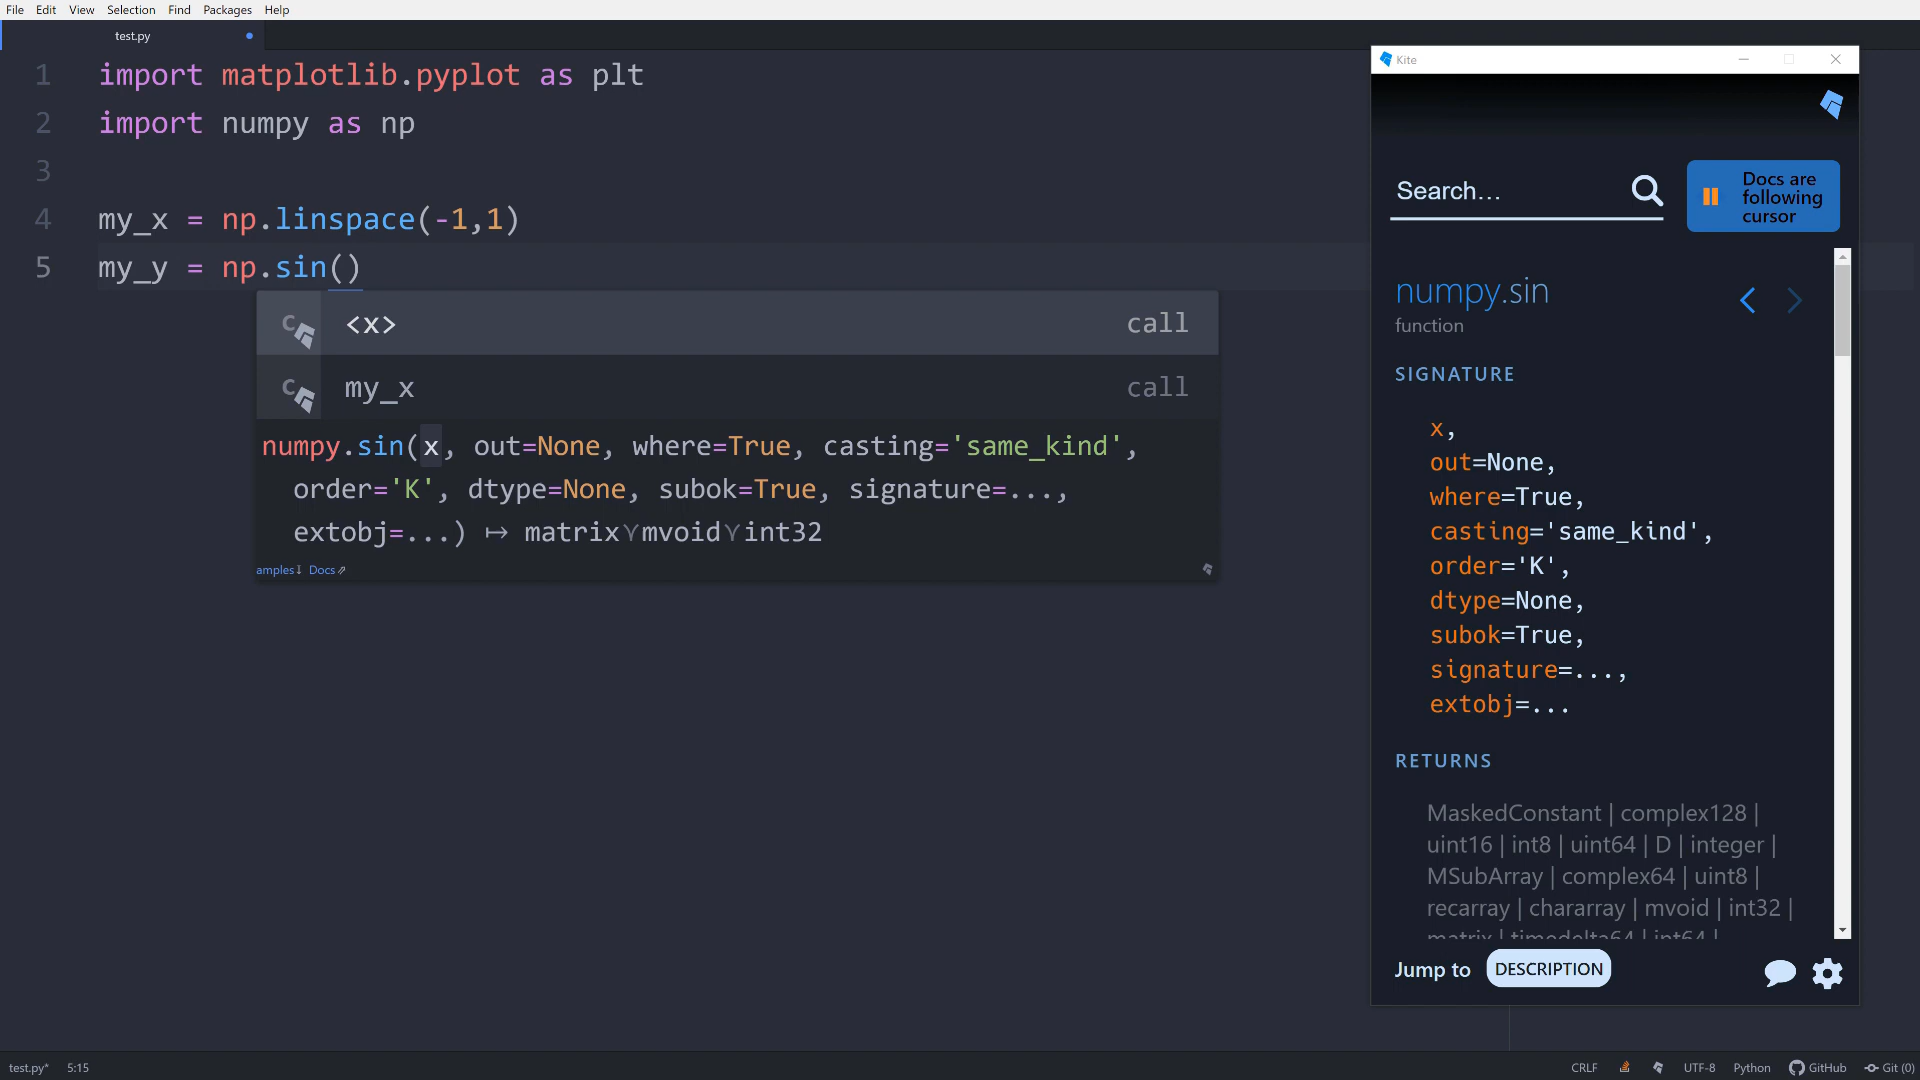 File Edit View Selection Find Packages Help
test.py
1 import matplotlib.pyplot as plt
2 import numpy as np
3
4 my_x = np.linspace(-1,1)
5 my_y = np.sin()
<x> call
my_x call
numpy.sin(x, out=None, where=True, casting='same_kind',
order='K', dtype=None, subok=True, signature=...,
extobj=...) ↦ matrix⋎mvoid⋎int32
amples Docs
Kite
Search...
Docs are
following
cursor
numpy.sin
function
SIGNATURE
x,
out=None,
where=True,
casting='same_kind',
order='K',
dtype=None,
subok=True,
signature=...,
extobj=...
RETURNS
MaskedConstant | complex128 |
uint16 | int8 | uint64 | D | integer |
MSubArray | complex64 | uint8 |
recarray | chararray | mvoid | int32 |
matrix | timedelta64 | int64 |
Jump to DESCRIPTION
test.py* 5:15 CRLF UTF-8 Python GitHub Git (0)